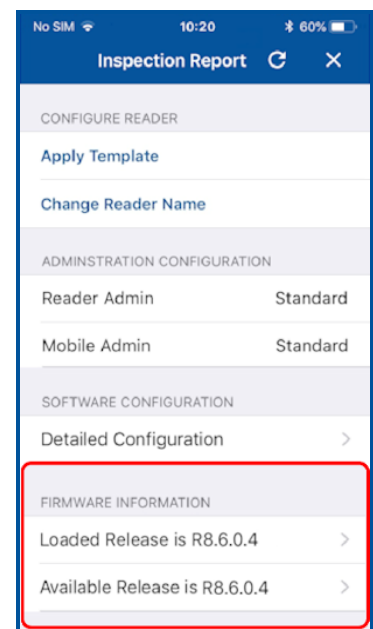 No SIM 10:20 60%
Inspection Report
CONFIGURE READER
Apply Template
Change Reader Name
ADMINSTRATION CONFIGURATION
Reader Admin Standard
Mobile Admin Standard
SOFTWARE CONFIGURATION
Detailed Configuration
FIRMWARE INFORMATION
Loaded Release is R8.6.0.4
Available Release is R8.6.0.4